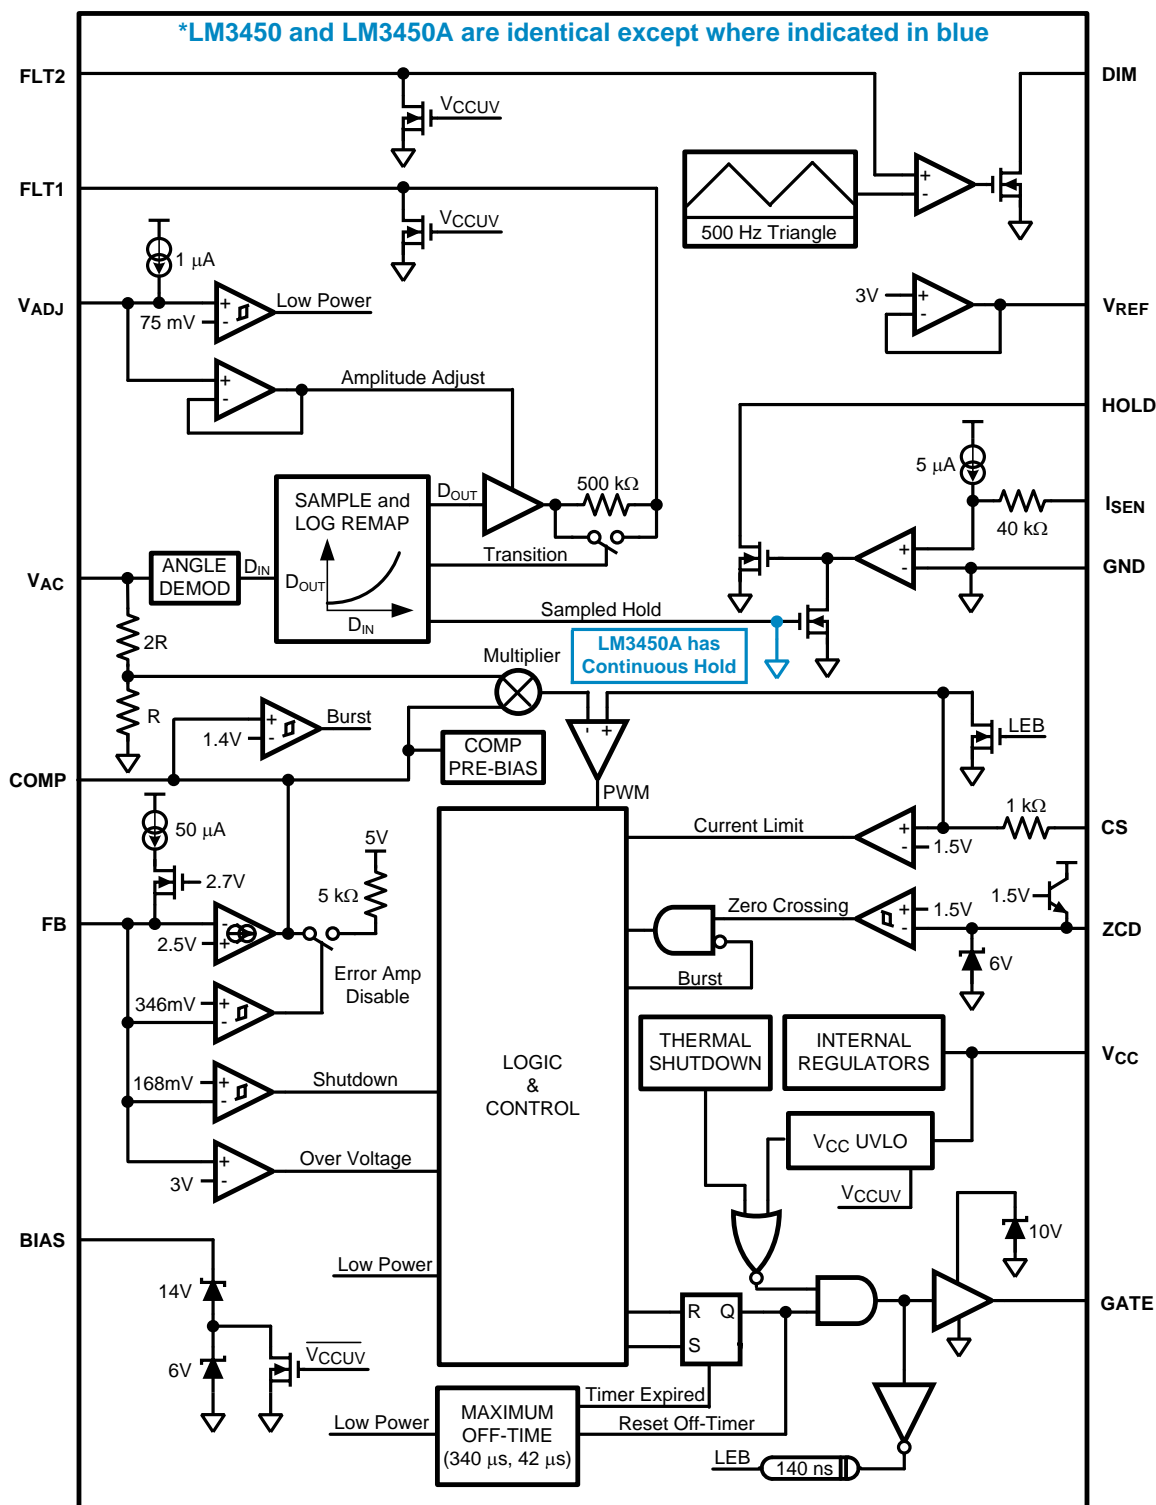 *LM3450 and LM3450A are identical except where indicated in blue
FLT2
DIM
VCCUV
FLT1
VCCUV
+
-
500 Hz Triangle
1 μA
VADJ
+
-
75 mV
Low Power
3V
+
-
VREF
+
-
Amplitude Adjust
HOLD
5 μA
SAMPLE and
LOG REMAP
DOUT
500 kΩ
ISEN
40 kΩ
Transition
+
-
GND
VAC
ANGLE
DEMOD
DIN
DOUT
DIN
Sampled Hold
2R
LM3450A has
Continuous Hold
Multiplier
R
+
-
1.4V
Burst
-
+
LEB
COMP
COMP
PRE-BIAS
PWM
50 μA
5V
Current Limit
+
-
1.5V
1 kΩ
CS
2.7V
5 kΩ
1.5V
FB
-
+
2.5V
Zero Crossing
+
-
1.5V
ZCD
Error Amp
Disable
Burst
6V
346mV
+
-
THERMAL
SHUTDOWN
INTERNAL
REGULATORS
VCC
168mV
+
-
Shutdown
LOGIC
&
CONTROL
VCC UVLO
+
-
3V
Over Voltage
VCCUV
BIAS
10V
Low Power
14V
R
Q
S
GATE
6V
VCCUV
Timer Expired
Low Power
MAXIMUM
OFF-TIME
(340 μs, 42 μs)
Reset Off-Timer
LEB
140 ns